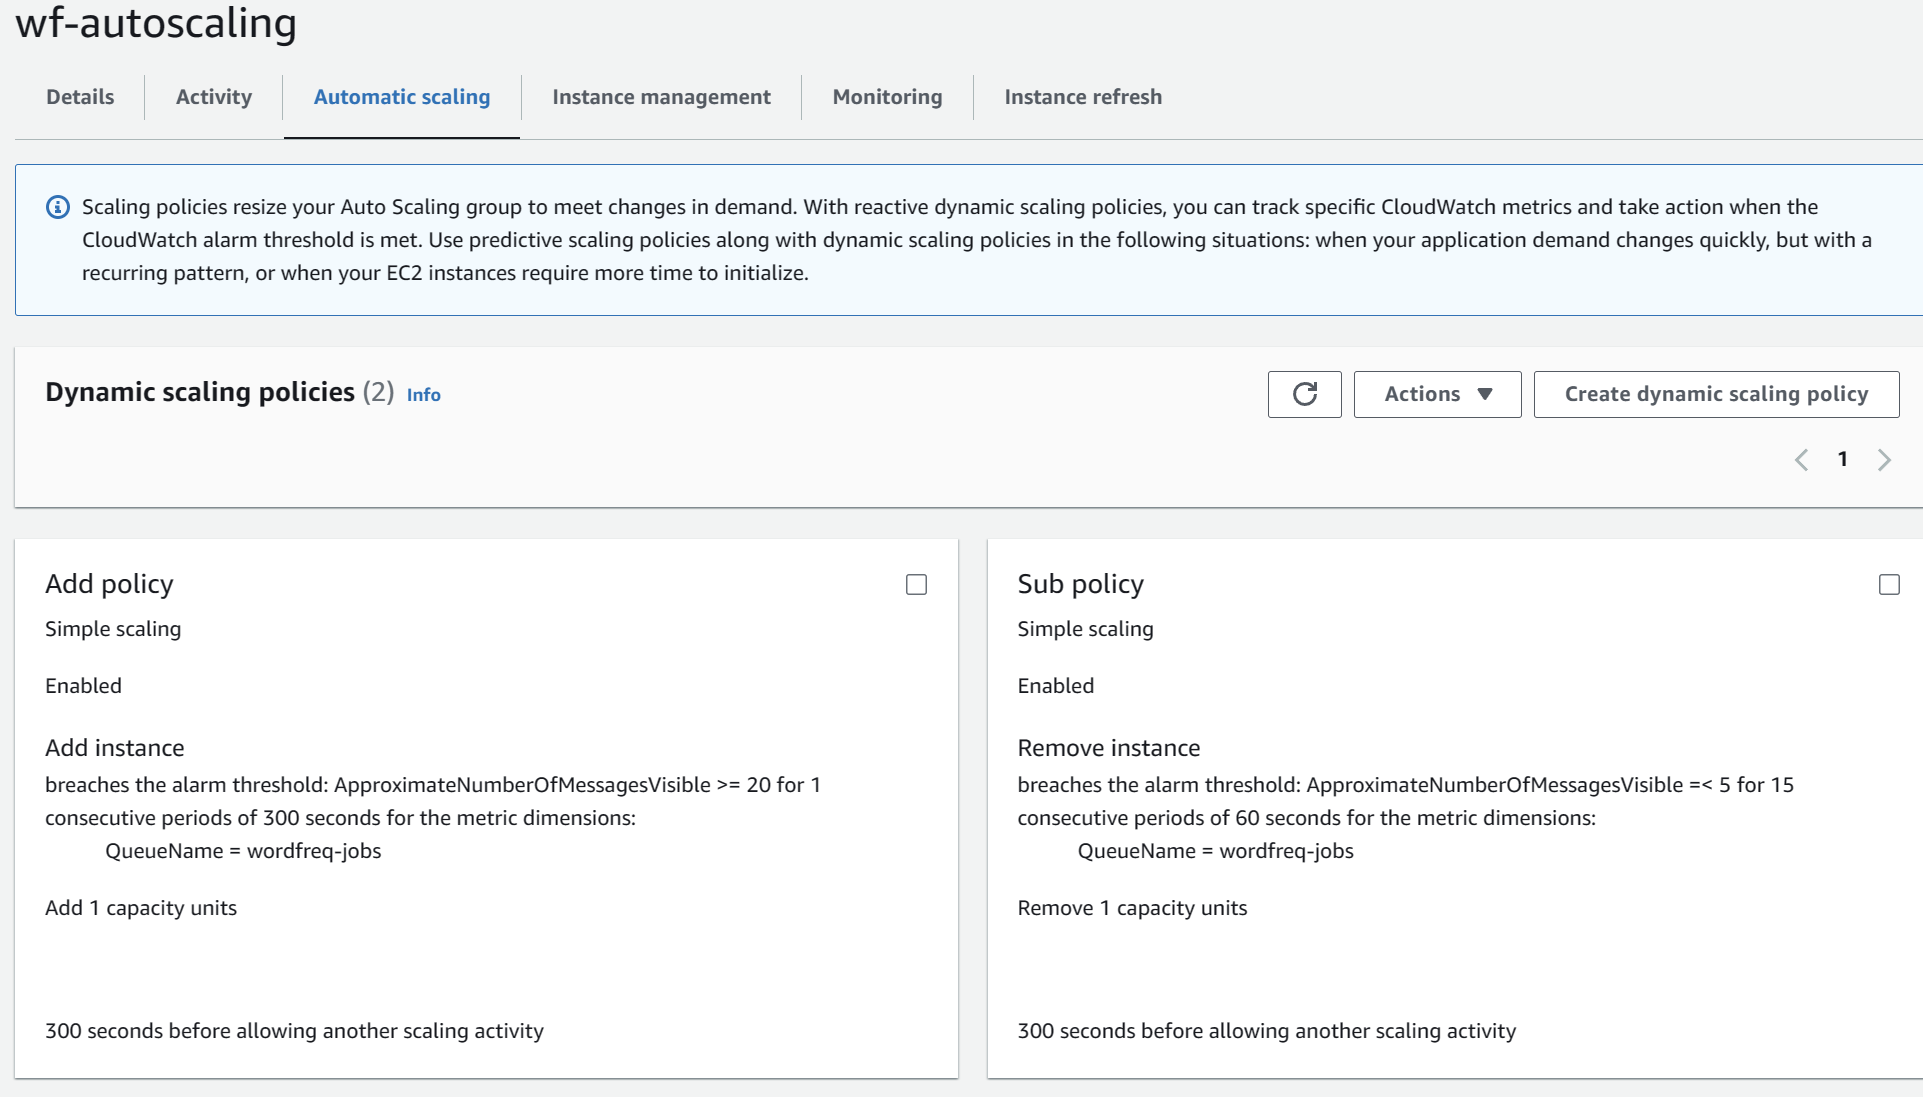 wf-autoscaling
Details
Activity
Automatic scaling
Instance management
Monitoring
Instance refresh
Scaling policies resize your Auto Scaling group to meet changes in demand. With reactive dynamic scaling policies, you can track specific CloudWatch metrics and take action when the
CloudWatch alarm threshold is met. Use predictive scaling policies along with dynamic scaling policies in the following situations: when your application demand changes quickly, but with a
recurring pattern, or when your EC2 instances require more time to initialize.
Dynamic scaling policies (2) Info
Actions
Create dynamic scaling policy
1
Add policy
Simple scaling
Enabled
Add instance
breaches the alarm threshold: ApproximateNumberOfMessagesVisible >= 20 for 1
consecutive periods of 300 seconds for the metric dimensions:
QueueName = wordfreq-jobs
Add 1 capacity units
300 seconds before allowing another scaling activity
Sub policy
Simple scaling
Enabled
Remove instance
breaches the alarm threshold: ApproximateNumberOfMessagesVisible =< 5 for 15
consecutive periods of 60 seconds for the metric dimensions:
QueueName = wordfreq-jobs
Remove 1 capacity units
300 seconds before allowing another scaling activity